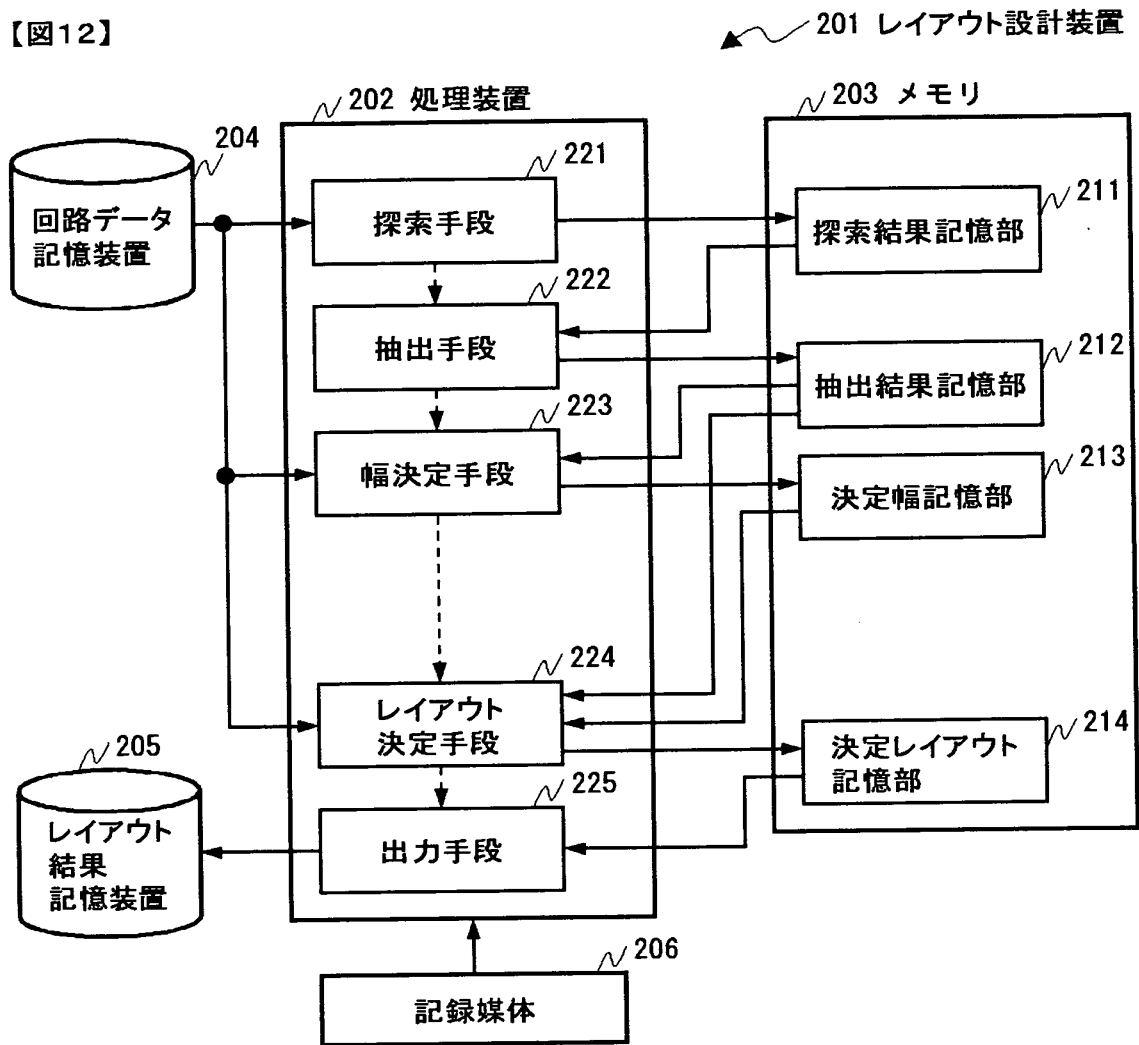 【図12】
201 レイアウト設計装置
202 処理装置
203 メモリ
204
回路データ
記憶装置
221
探索手段
211
探索結果記憶部
222
抽出手段
212
抽出結果記憶部
223
幅決定手段
213
決定幅記憶部
224
レイアウト
決定手段
214
決定レイアウト
記憶部
205
レイアウト
結果
記憶装置
225
出力手段
206
記録媒体